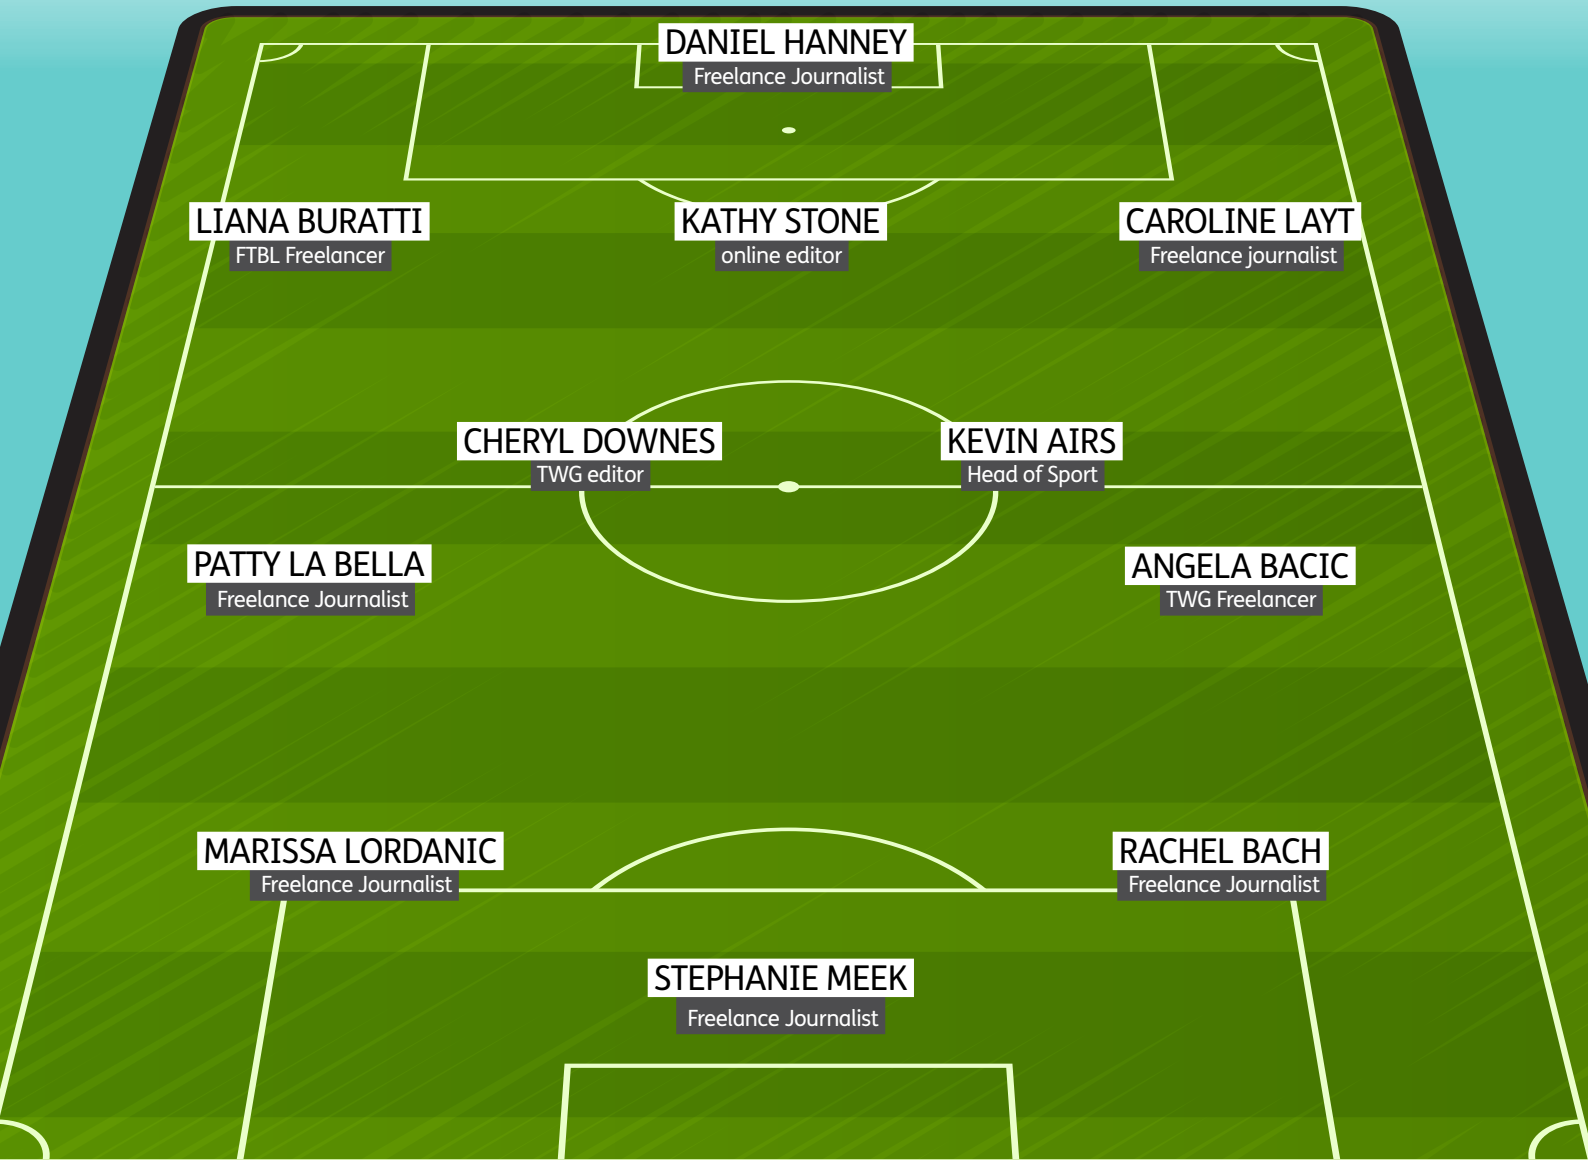 DANIEL HANNEY
Freelance Journalist
LIANA BURATTI
FTBL Freelancer
KATHY STONE
online editor
CAROLINE LAYT
Freelance journalist
CHERYL DOWNES
TWG editor
KEVIN AIRS
Head of Sport
PATTY LA BELLA
Freelance Journalist
ANGELA BACIC
TWG Freelancer
MARISSA LORDANIC
Freelance Journalist
RACHEL BACH
Freelance Journalist
STEPHANIE MEEK
Freelance Journalist